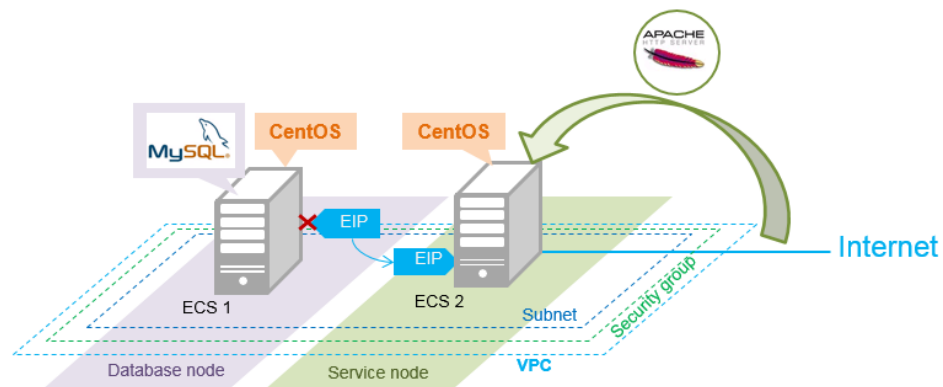 APACHE
HTTP SERVER
MySQL®
CentOS
CentOS
EIP
EIP
Internet
ECS 1
ECS 2
Subnet
Security group
VPC
Database node
Service node